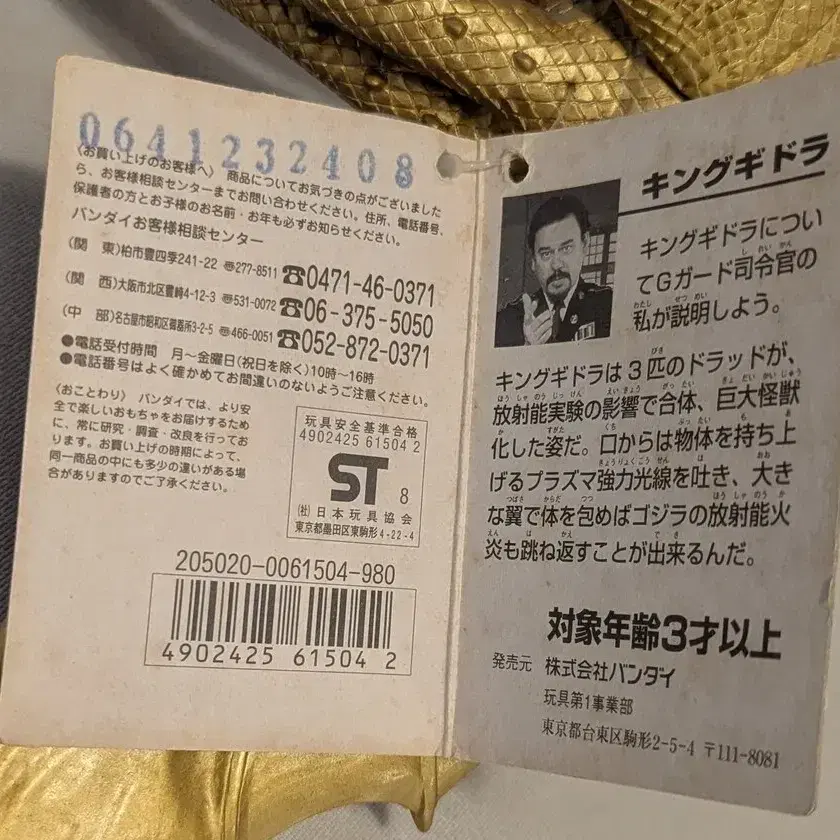 0641232408
(お買い上げのお客様へ) 商品についてお気づきの点がございました
ら、お客様相談センターまでお問い合わせください。住所、電話番号、
保護者の方とお子様のお名前・お年も必ずお知らせください。
バンダイお客様相談センター
(関 東)柏市豊四季241-22 〠277-8511 ☎0471-46-0371
(関 西)大阪市北区豊崎4-12-3 〠531-0072 ☎06-375-5050
(中 部)名古屋市昭和区御器所3-2-5 〠466-0051 ☎052-872-0371
●電話受付時間 月〜金曜日(祝日を除く)10時〜16時
●電話番号はよく確かめてお間違いのないようご注意ください。
(おことわり) バンダイでは、より安
全で楽しいおもちゃをお届けするため
に、常に研究・調査・改良を行ってお
ります。お買い上げの時期によって、
同一商品の中にも多少の違いがある場
合がありますのでご了承ください。
玩具安全基準合格
4902425 61504 2
ST 8
(社)日本玩具協会
東京都墨田区東駒形4-22-4
205020-0061504-980
4902425 61504 2
キングギドラ
キングギドラについ
てGガード司令官の
私が説明しよう。
キングギドラは3匹のドラッドが、
放射能実験の影響で合体、巨大怪獣
化した姿だ。口からは物体を持ち上
げるプラズマ強力光線を吐き、大き
な翼で体を包めばゴジラの放射能火
炎も跳ね返すことが出来るんだ。
対象年齢3才以上
発売元 株式会社バンダイ
玩具第1事業部
東京都台東区駒形2-5-4 〒111-8081